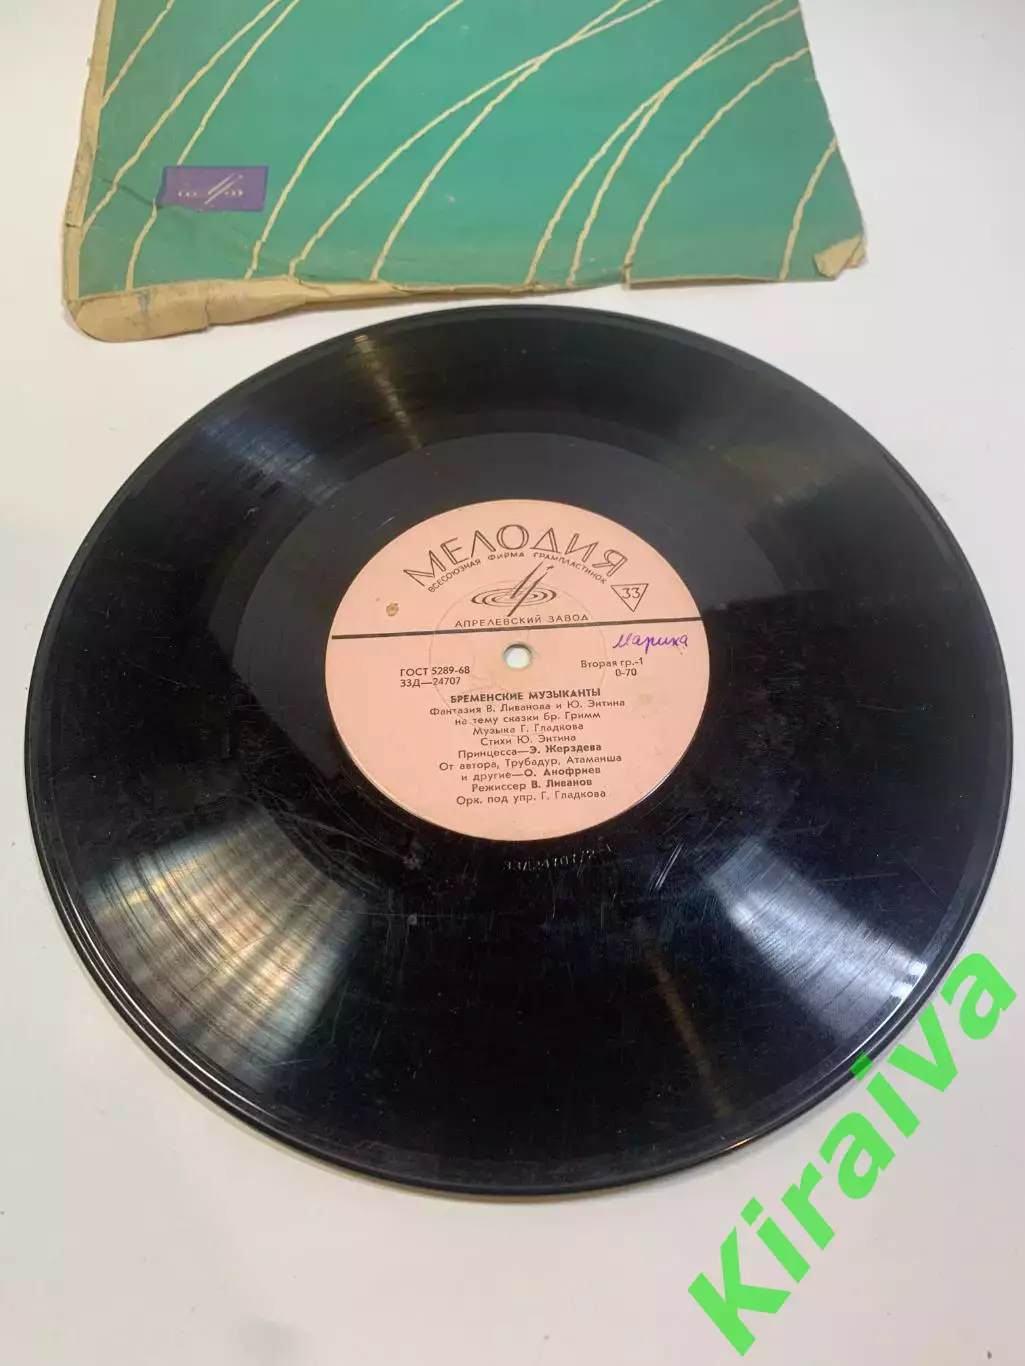 МЕЛОДИЯ
ВСЕСОЮЗНАЯ ФИРМА ГРАМПЛАСТИНОК
33
АПРЕЛЕВСКИЙ ЗАВОД
Марика
ГОСТ 5289-68
Вторая гр.-1
33Д—24707
0-70
БРЕМЕНСКИЕ МУЗЫКАНТЫ
Фантазия В. Ливанова и Ю. Энтина
на тему сказки бр. Гримм
Музыка Г. Гладкова
Стихи Ю. Энтина
Принцесса—Э. Жерздева
От автора, Трубадур, Атаманша
и другие—О. Анофриев
Режиссер В. Ливанов
Орк. под упр. Г. Гладкова
Kiraiva